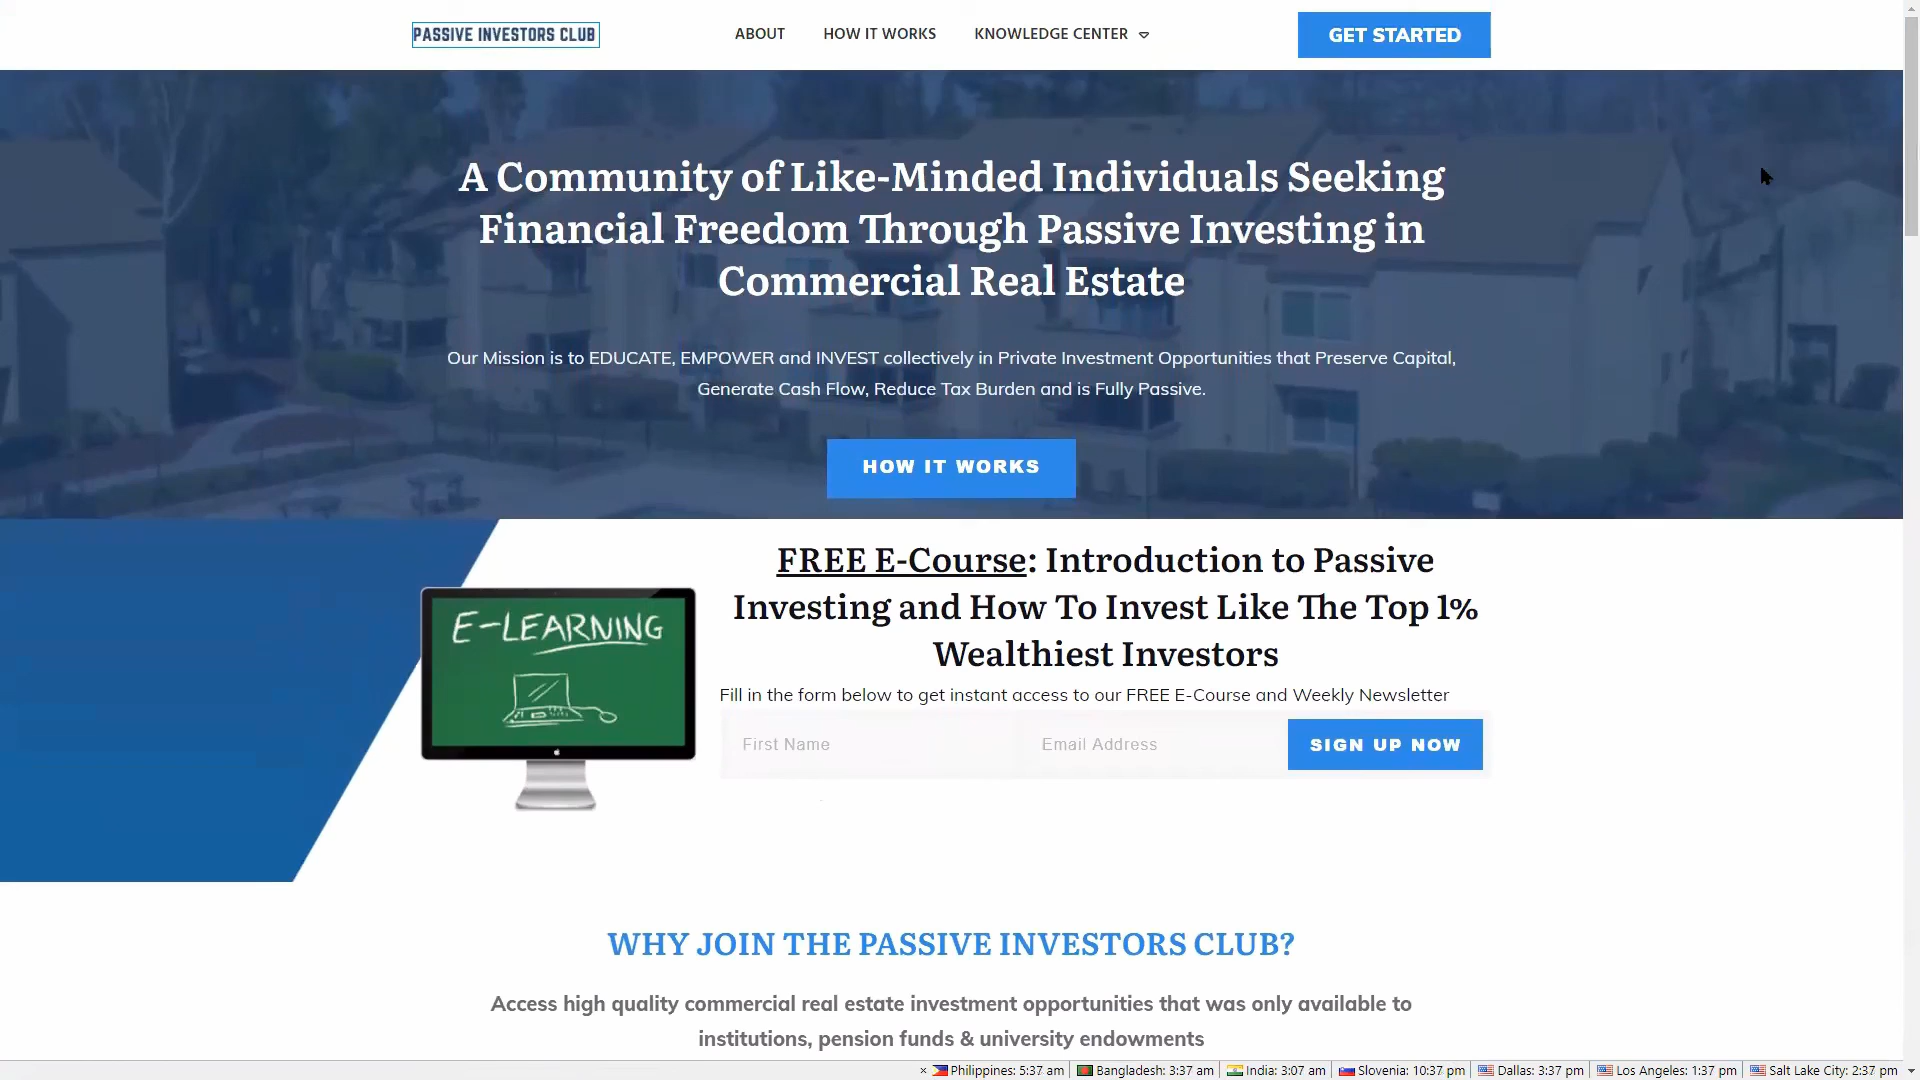 PASSIVE INVESTORS CLUB
ABOUT
HOW IT WORKS
KNOWLEDGE CENTER
GET STARTED
A Community of Like-Minded Individuals Seeking
Financial Freedom Through Passive Investing in
Commercial Real Estate
Our Mission is to EDUCATE, EMPOWER and INVEST collectively in Private Investment Opportunities that Preserve Capital,
Generate Cash Flow, Reduce Tax Burden and is Fully Passive.
HOW IT WORKS
E-LEARNING
FREE E-Course: Introduction to Passive
Investing and How To Invest Like The Top 1%
Wealthiest Investors
Fill in the form below to get instant access to our FREE E-Course and Weekly Newsletter
First Name
Email Address
SIGN UP NOW
WHY JOIN THE PASSIVE INVESTORS CLUB?
Access high quality commercial real estate investment opportunities that was only available to
institutions, pension funds & university endowments
Philippines: 5:37 am
Bangladesh: 3:37 am
India: 3:07 am
Slovenia: 10:37 pm
Dallas: 3:37 pm
Los Angeles: 1:37 pm
Salt Lake City: 2:37 pm